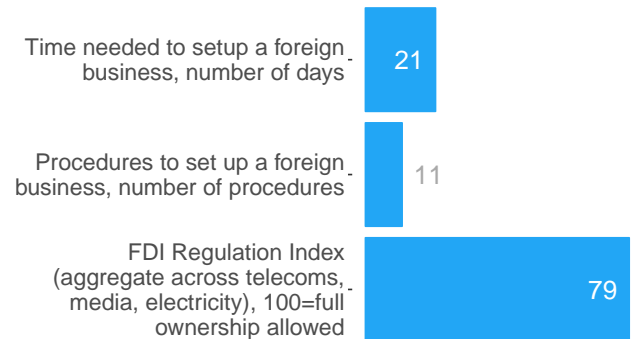 Time needed to setup a foreign
business, number of days
21
Procedures to set up a foreign
business, number of procedures
11
FDI Regulation Index
(aggregate across telecoms,
media, electricity), 100=full
ownership allowed
79